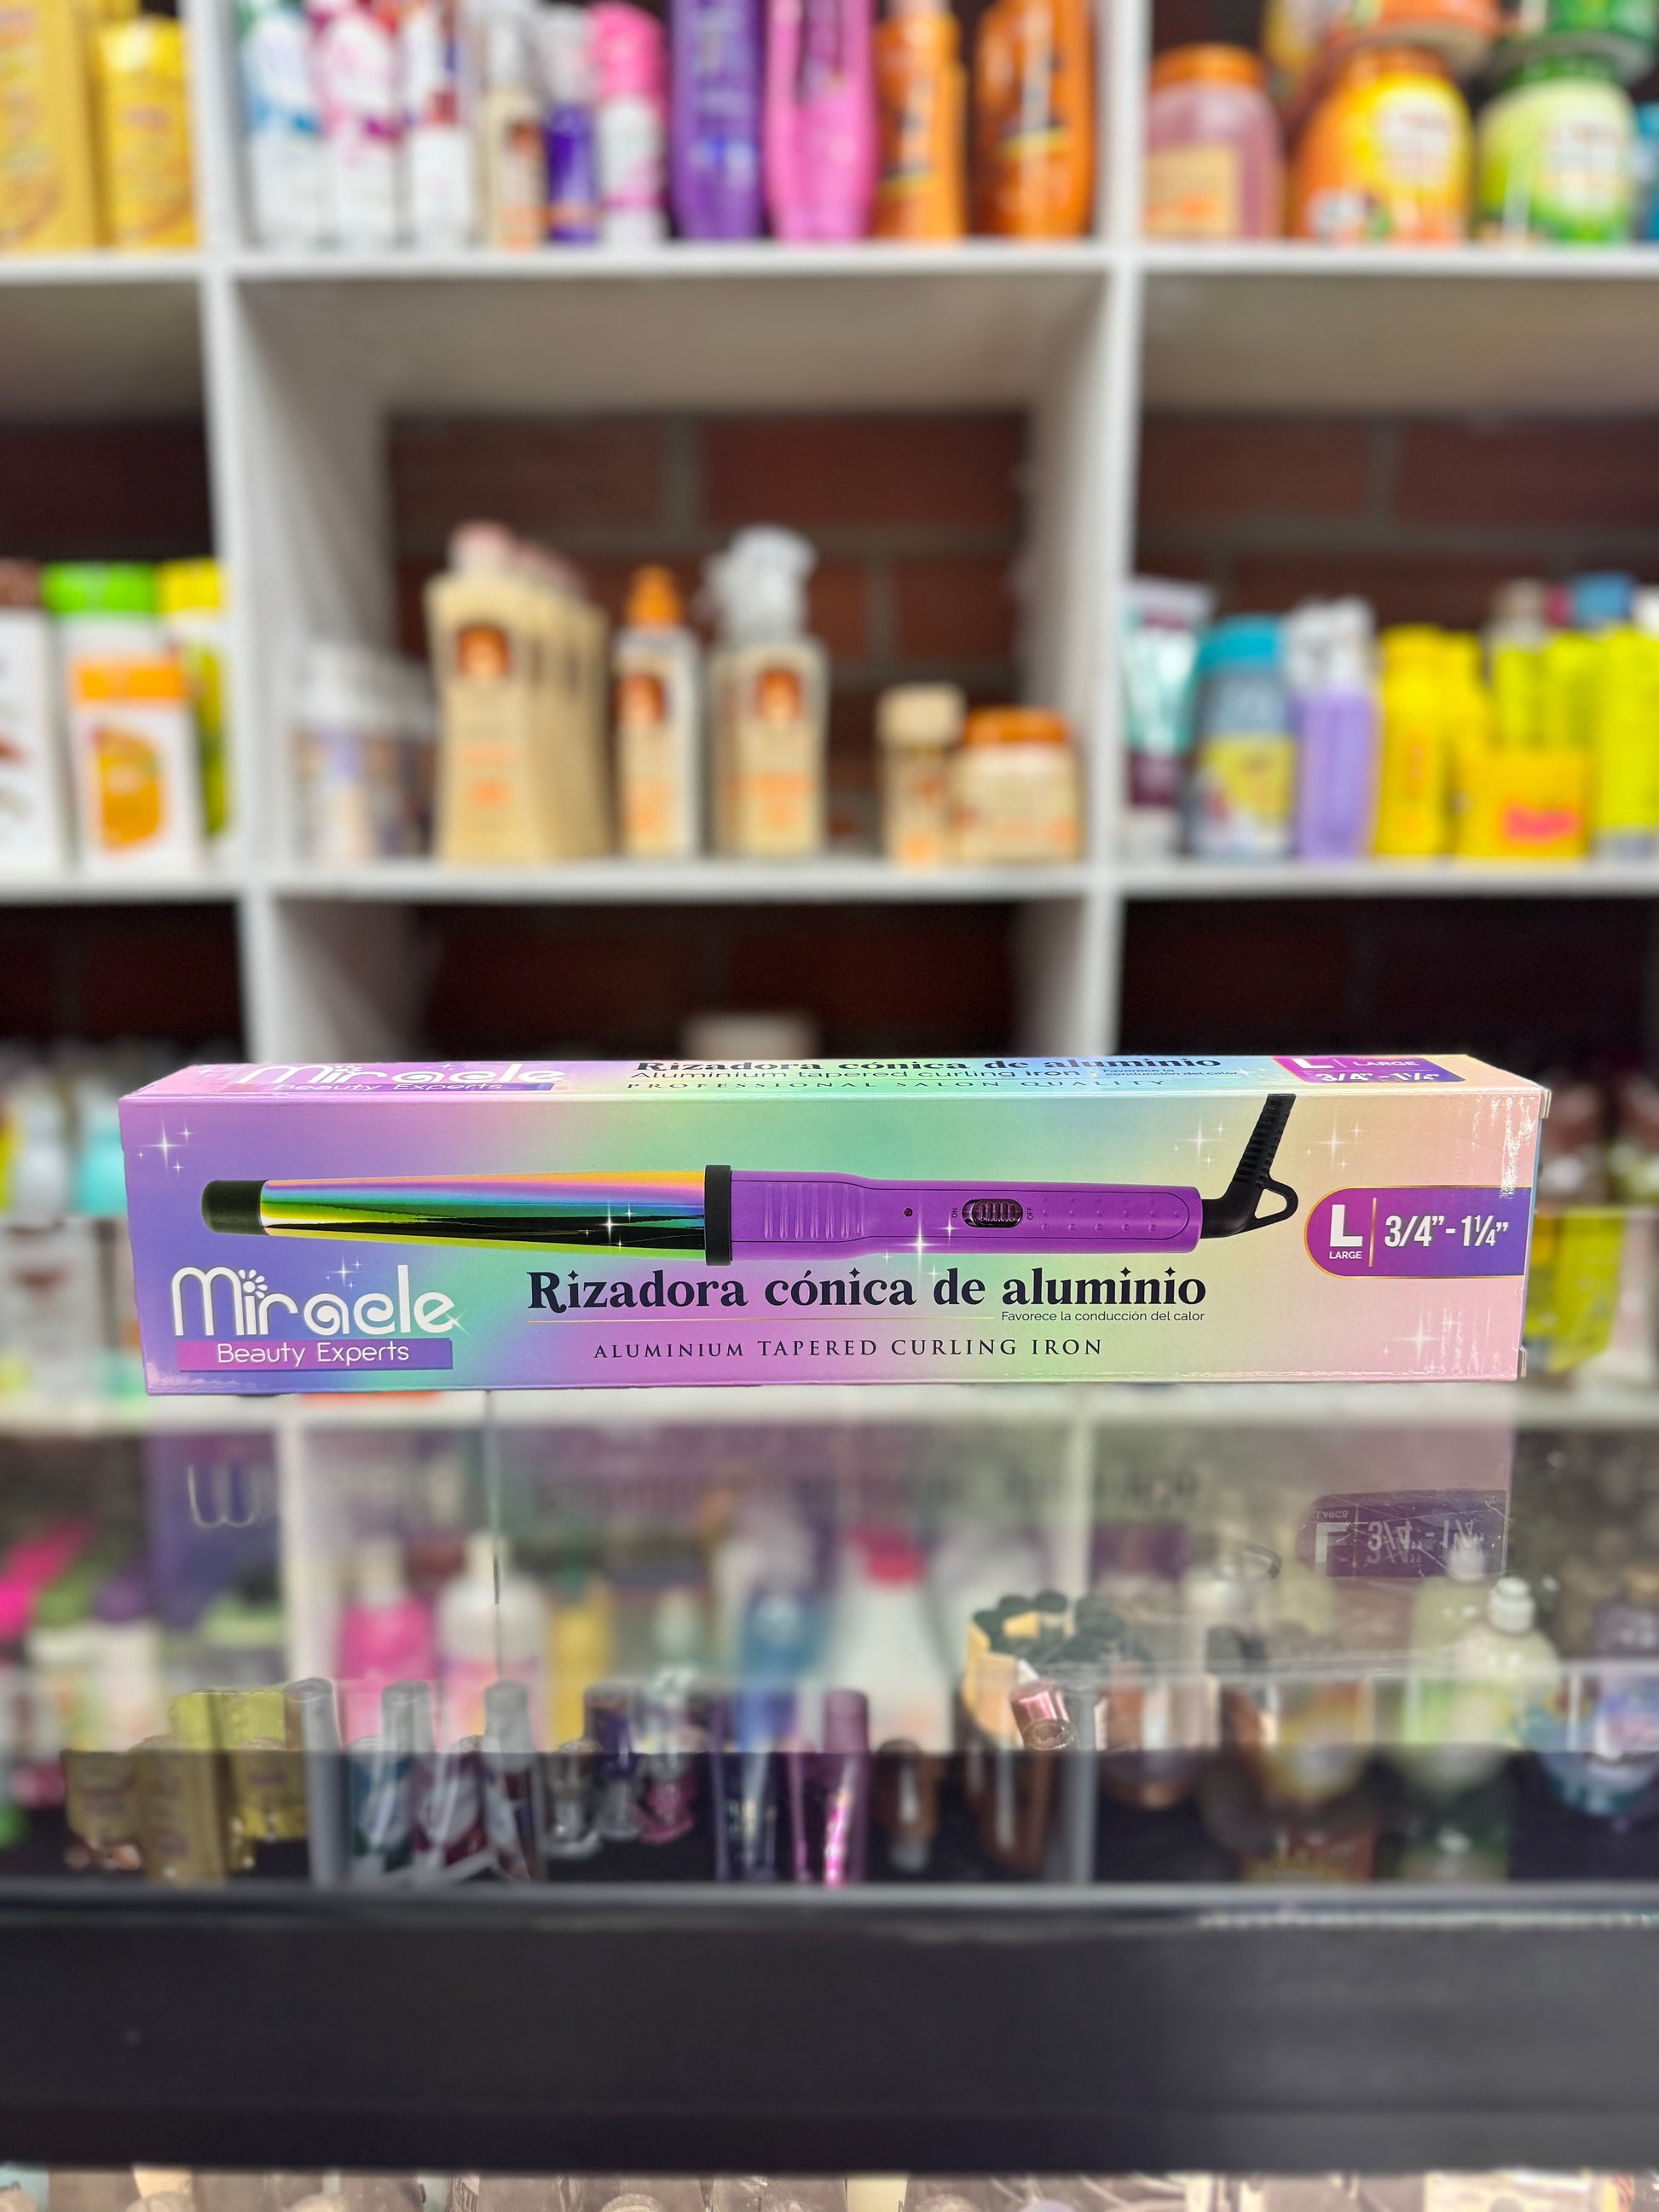 Miracle
Beauty Experts
Rizadora cónica de aluminio
Aluminium tapered curling iron
Favorece la
conducción del calor
PROFESSIONAL SALON QUALITY
L LARGE
3/4"-1¼"
ON
OFF
L
LARGE
3/4"-1¼"
Miracle
Beauty Experts
Rizadora cónica de aluminio
Favorece la conducción del calor
ALUMINIUM TAPERED CURLING IRON